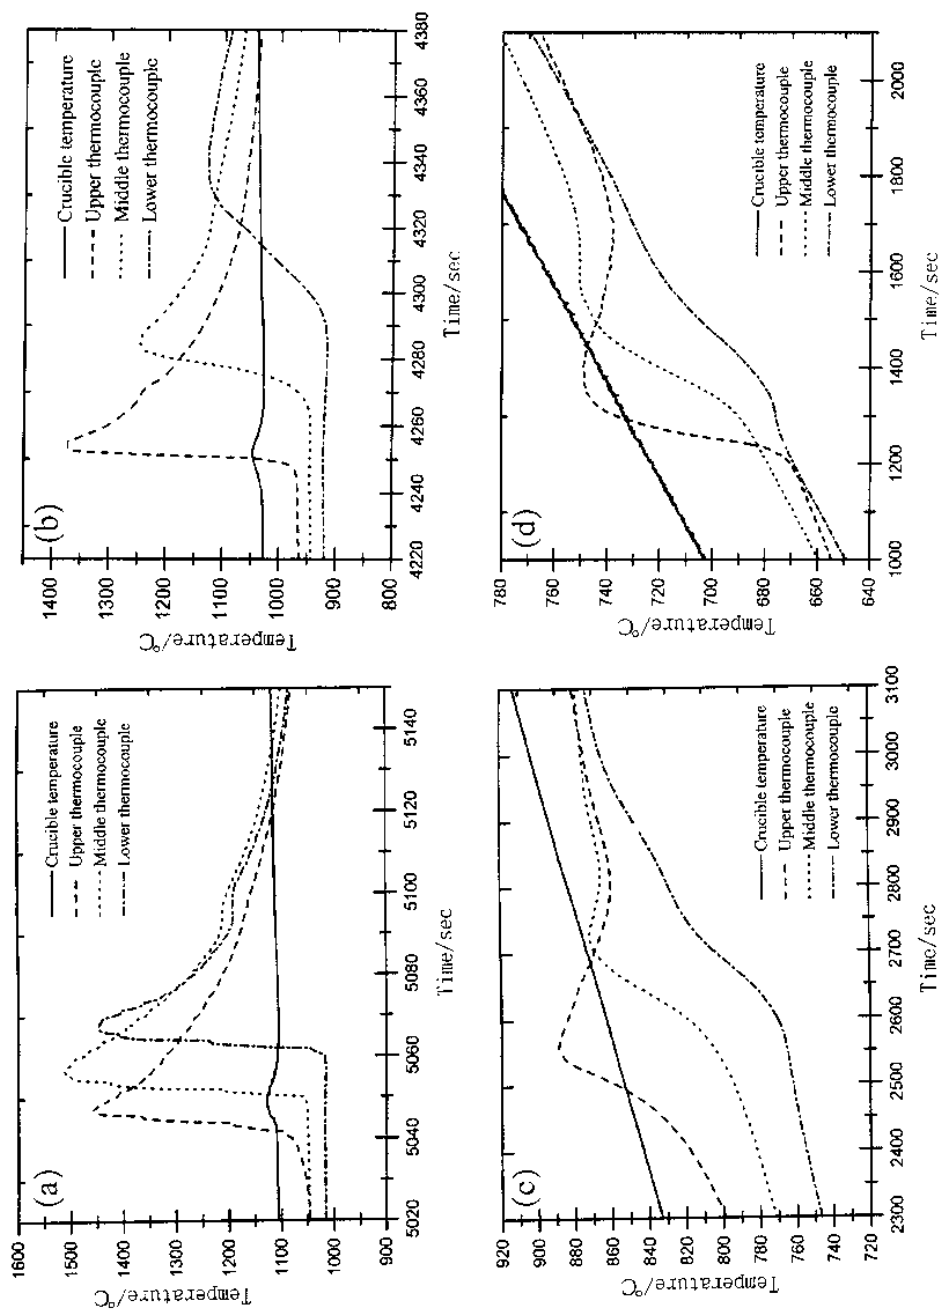 (a)
Crucible temperature
Upper thermocouple
Middle thermocouple
Lower thermocouple
1600
1500
1400
1300
1200
1100
1000
900
Temperature/°C
5020 5040 5060 5080 5100 5120 5140
Time/sec
(b)
Crucible temperature
Upper thermocouple
Middle thermocouple
Lower thermocouple
1400
1300
1200
1100
1000
900
800
Temperature/°C
4220 4240 4260 4280 4300 4320 4340 4360 4380
Time/sec
(c)
Crucible temperature
Upper thermocouple
Middle thermocouple
Lower thermocouple
920
900
880
860
840
820
800
780
760
740
720
Temperature/°C
2300 2400 2500 2600 2700 2800 2900 3000 3100
Time/sec
(d)
Crucible temperature
Upper thermocouple
Middle thermocouple
Lower thermocouple
780
760
740
720
700
680
660
640
Temperature/°C
1000 1200 1400 1600 1800 2000
Time/sec